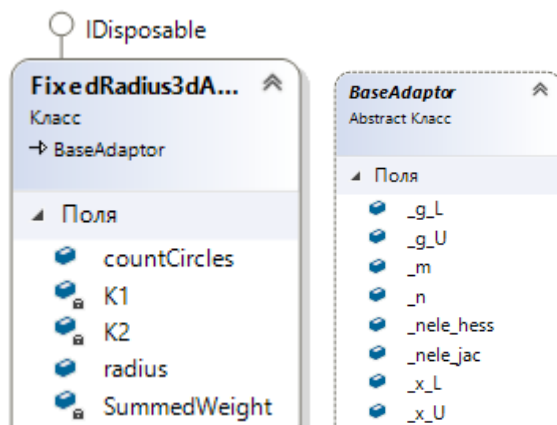 IDisposable
FixedRadius3dA...
Класс
BaseAdaptor
Поля
countCircles
K1
K2
radius
SummedWeight
BaseAdaptor
Abstract Класс
Поля
_g_L
_g_U
_m
_n
_nele_hess
_nele_jac
_x_L
_x_U